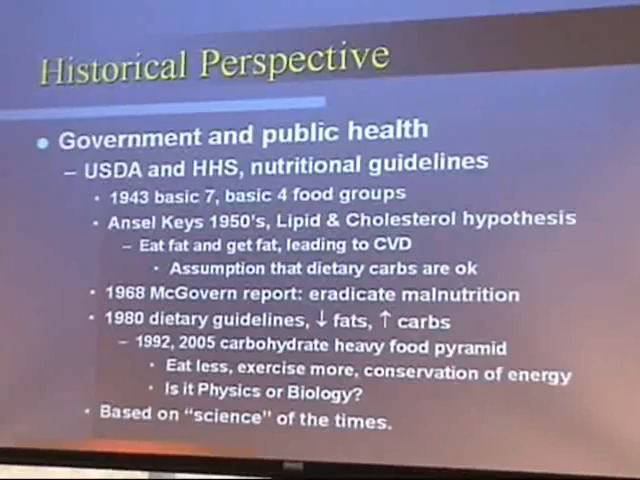 Historical Perspective
• Government and public health
– USDA and HHS, nutritional guidelines
• 1943 basic 7, basic 4 food groups
• Ansel Keys 1950's, Lipid & Cholesterol hypothesis
– Eat fat and get fat, leading to CVD
• Assumption that dietary carbs are ok
• 1968 McGovern report: eradicate malnutrition
• 1980 dietary guidelines, ↓ fats, ↑ carbs
– 1992, 2005 carbohydrate heavy food pyramid
• Eat less, exercise more, conservation of energy
• Is it Physics or Biology?
• Based on “science” of the times.